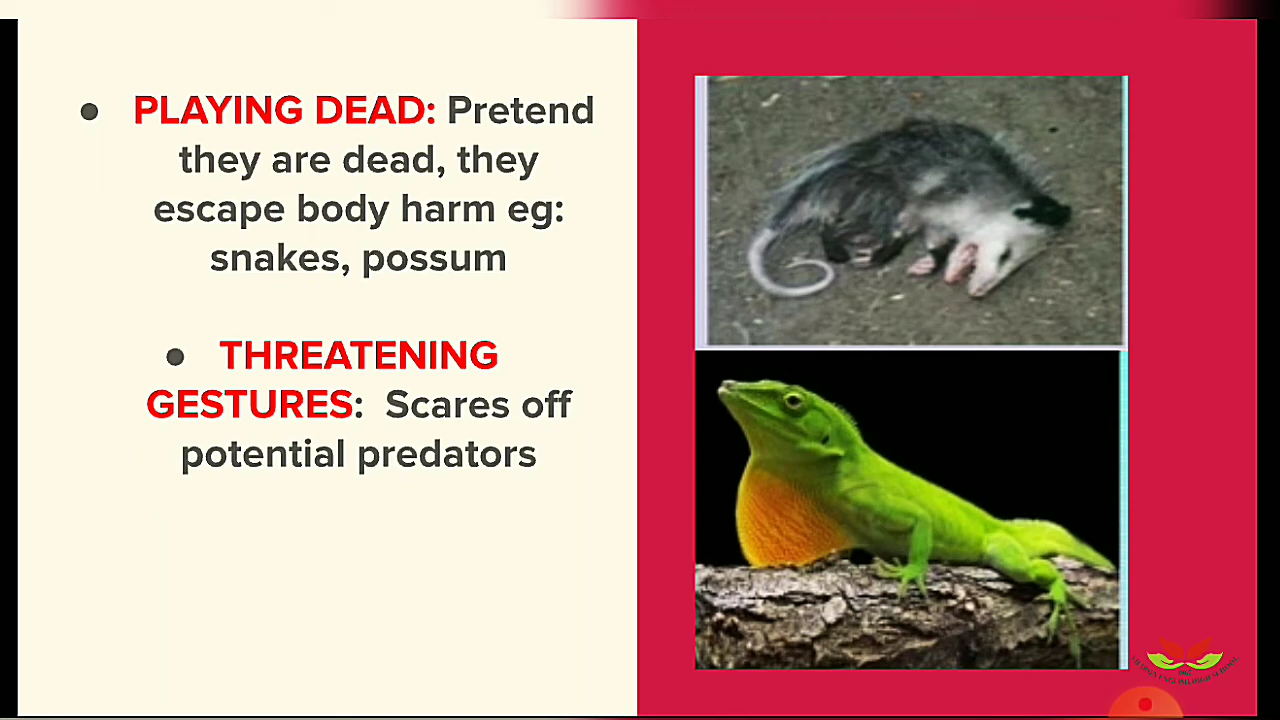 ● PLAYING DEAD: Pretend
they are dead, they
escape body harm eg:
snakes, possum
● THREATENING
GESTURES:  Scares off
potential predators